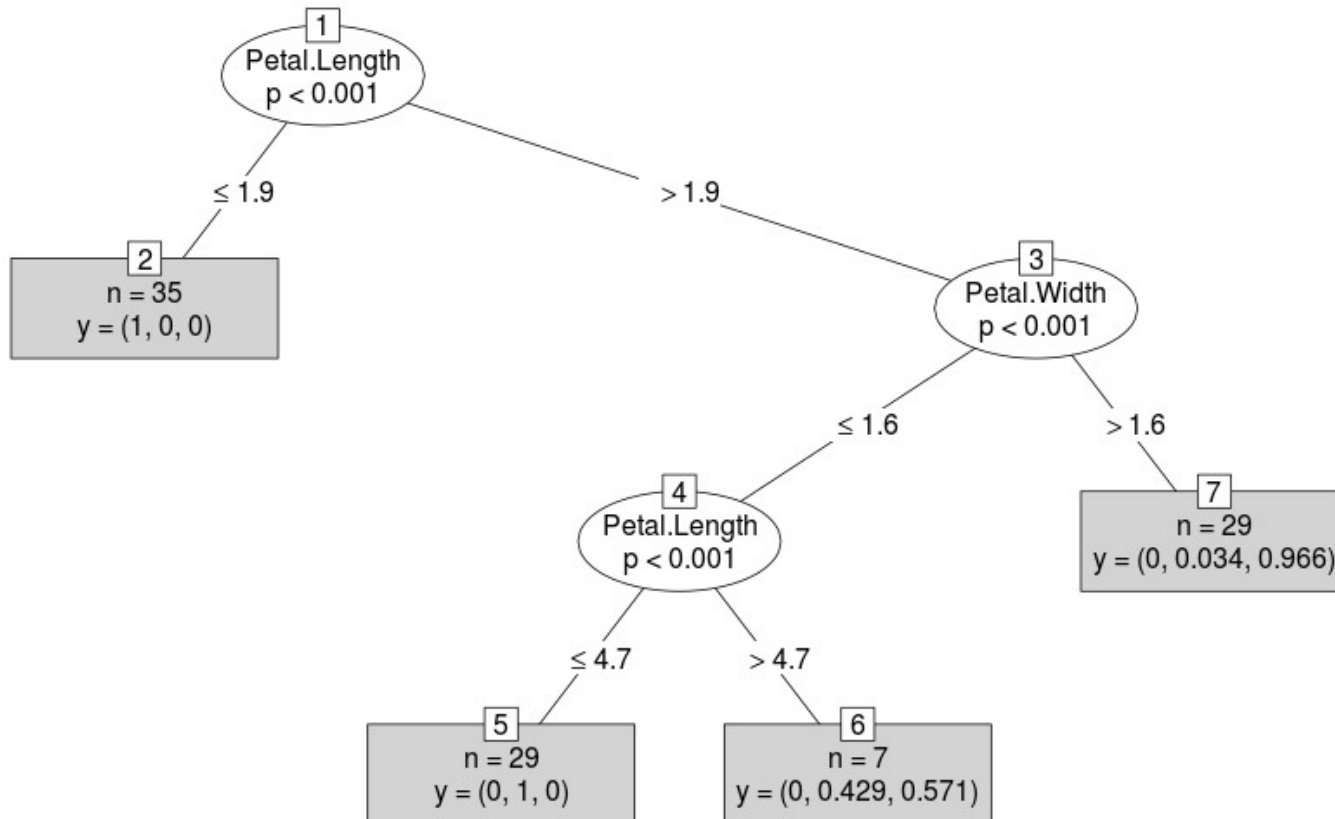 1
Petal.Length
p < 0.001
≤ 1.9
> 1.9
2
n = 35
y = (1, 0, 0)
3
Petal.Width
p < 0.001
≤ 1.6
> 1.6
4
Petal.Length
p < 0.001
7
n = 29
y = (0, 0.034, 0.966)
≤ 4.7
> 4.7
5
n = 29
y = (0, 1, 0)
6
n = 7
y = (0, 0.429, 0.571)